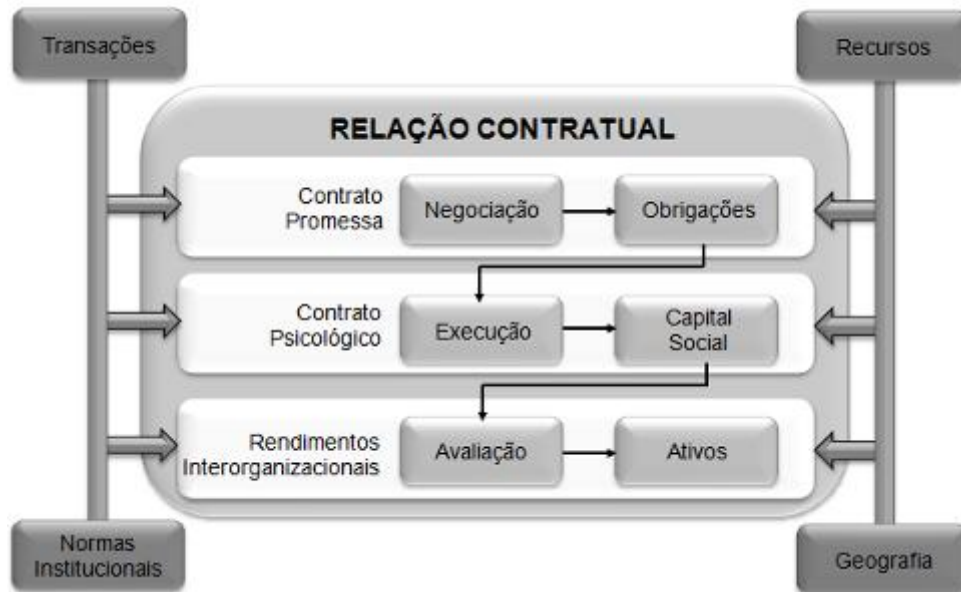 Transações
Recursos
RELAÇÃO CONTRATUAL
Contrato
Promessa
Negociação
Obrigações
Contrato
Psicológico
Execução
Capital
Social
Rendimentos
Interorganizacionais
Avaliação
Ativos
Normas
Institucionais
Geografia